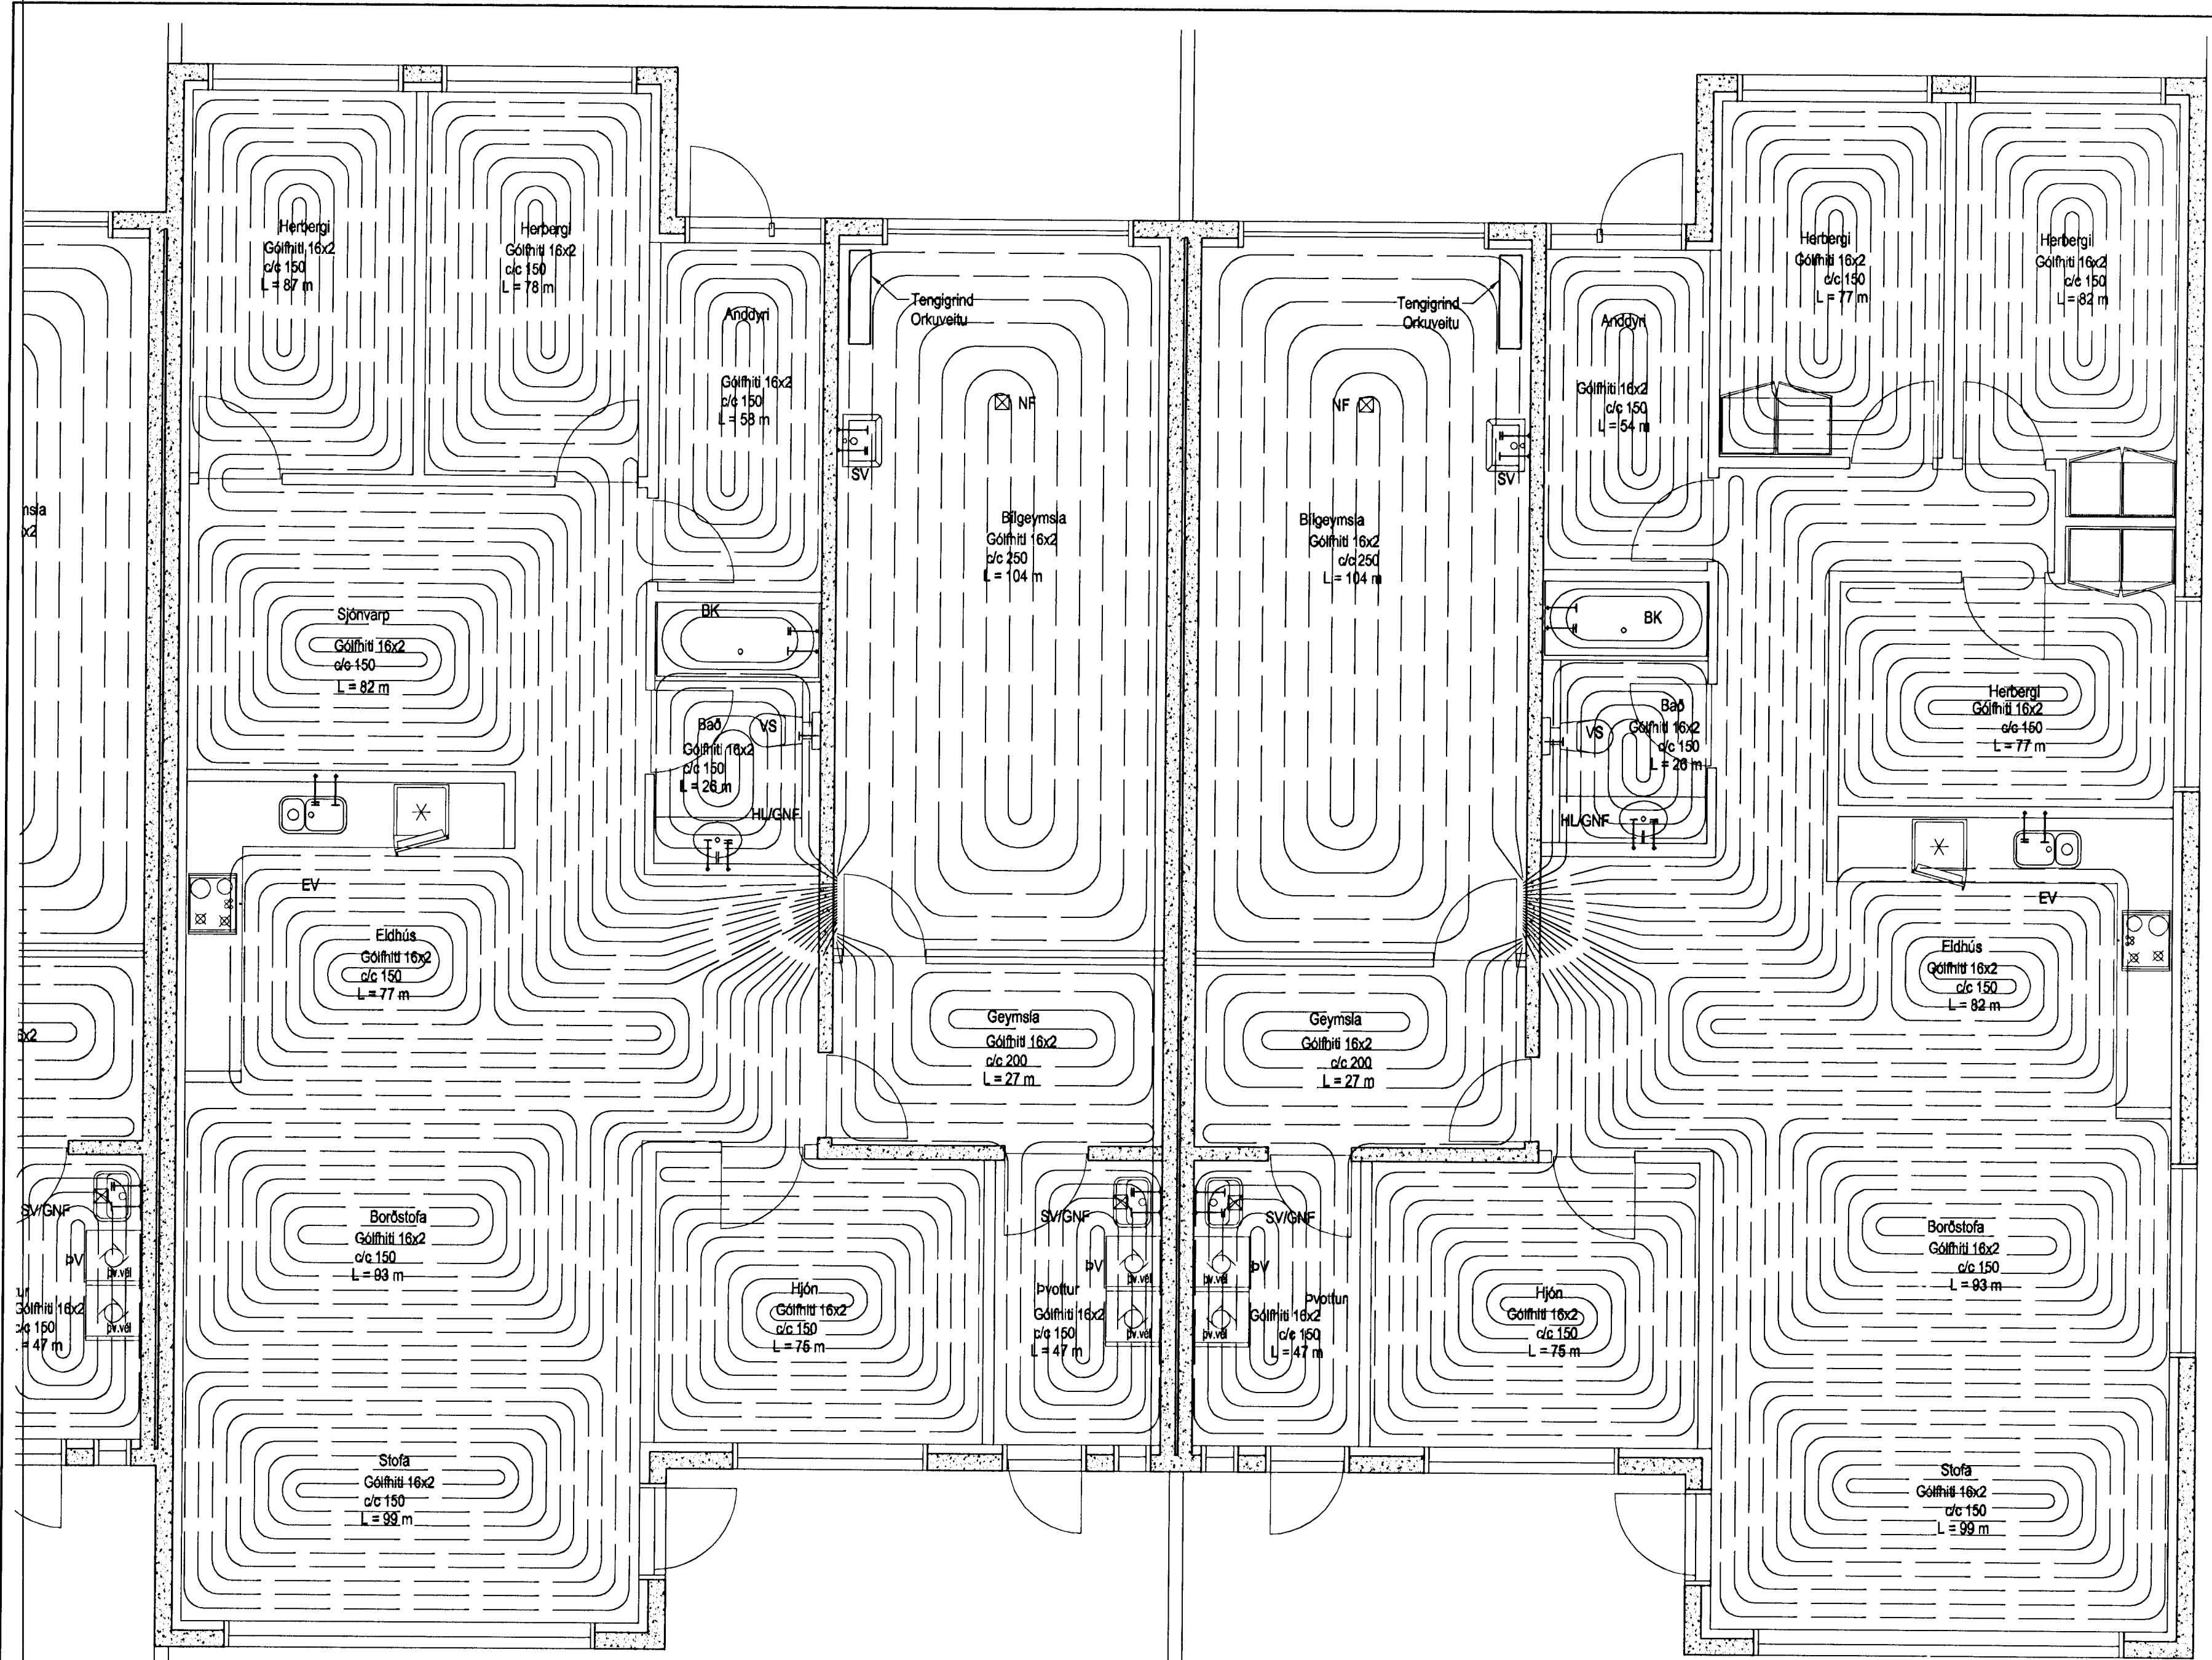 Herbergi
Gólfhiti 16x2
c/c 150
L = 87 m
Herbergi
Gólfhiti 16x2
c/c 150
L = 78 m
Anddyri
Gólfhiti 16x2
c/c 150
L = 58 m
Tengigrind
Orkuveitu
NF
SV
Bílgeymsla
Gólfhiti 16x2
c/c 250
L = 104 m
Tengigrind
Orkuveitu
NF
SV
Bílgeymsla
Gólfhiti 16x2
c/c 250
L = 104 m
Anddyri
Gólfhiti 16x2
c/c 150
L = 54 m
Herbergi
Gólfhiti 16x2
c/c 150
L = 77 m
Herbergi
Gólfhiti 16x2
c/c 150
L = 82 m
msla
x2
Sjónvarp
Gólfhiti 16x2
c/c 150
L = 82 m
BK
Bað
VS
Gólfhiti 16x2
c/c 150
L = 26 m
HL/GNF
BK
Bað
VS
Gólfhiti 16x2
c/c 150
L = 26 m
HL/GNF
Herbergi
Gólfhiti 16x2
c/c 150
L = 77 m
EV
Eldhús
Gólfhiti 16x2
c/c 150
L = 77 m
EV
Eldhús
Gólfhiti 16x2
c/c 150
L = 82 m
6x2
Geymsla
Gólfhiti 16x2
c/c 200
L = 27 m
Geymsla
Gólfhiti 16x2
c/c 200
L = 27 m
SV/GNF
ÞV
þv.vél
þv.vél
tur
Gólfhiti 16x2
c/c 150
= 47 m
Borðstofa
Gólfhiti 16x2
c/c 150
L = 93 m
Hjón
Gólfhiti 16x2
c/c 150
L = 75 m
SV/GNF
ÞV
þv.vél
þv.vél
Þvottur
Gólfhiti 16x2
c/c 150
L = 47 m
SV/GNF
ÞV
þv.vél
þv.vél
Þvottur
Gólfhiti 16x2
c/c 150
L = 47 m
Hjón
Gólfhiti 16x2
c/c 150
L = 75 m
Borðstofa
Gólfhiti 16x2
c/c 150
L = 93 m
Stofa
Gólfhiti 16x2
c/c 150
L = 99 m
Stofa
Gólfhiti 16x2
c/c 150
L = 99 m